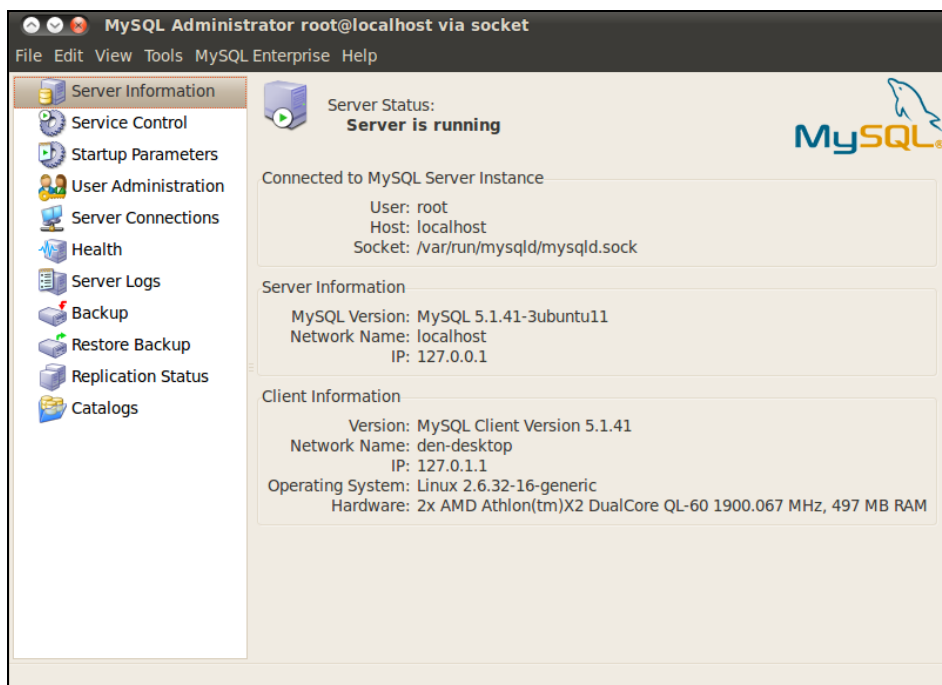 MySQL Administrator root@localhost via socket
File Edit View Tools MySQL Enterprise Help
Server Information
Service Control
Startup Parameters
User Administration
Server Connections
Health
Server Logs
Backup
Restore Backup
Replication Status
Catalogs
Server Status:
Server is running
MySQL®
Connected to MySQL Server Instance
User: root
Host: localhost
Socket: /var/run/mysqld/mysqld.sock
Server Information
MySQL Version: MySQL 5.1.41-3ubuntu11
Network Name: localhost
IP: 127.0.0.1
Client Information
Version: MySQL Client Version 5.1.41
Network Name: den-desktop
IP: 127.0.1.1
Operating System: Linux 2.6.32-16-generic
Hardware: 2x AMD Athlon(tm)X2 DualCore QL-60 1900.067 MHz, 497 MB RAM